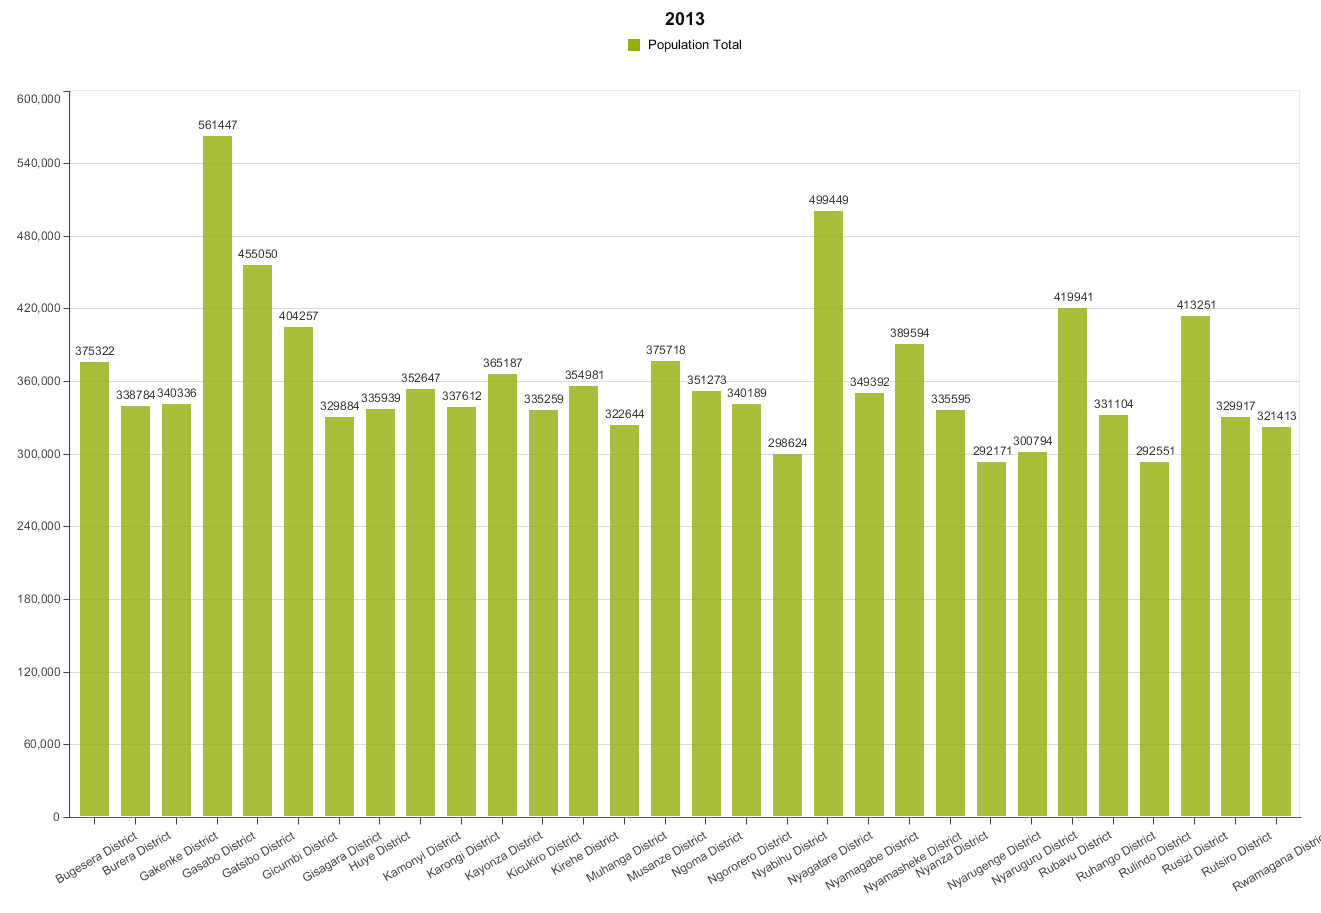 2013
Population Total
600,000
540,000
480,000
420,000
360,000
300,000
240,000
180,000
120,000
60,000
0
375322
338784
340336
561447
455050
404257
329884
335939
352647
337612
365187
335259
354981
322644
375718
351273
340189
298624
499449
349392
389594
335595
292171
300794
419941
331104
292551
413251
329917
321413
Bugesera District
Burera District
Gakenke District
Gasabo District
Gatsibo District
Gicumbi District
Gisagara District
Huye District
Kamonyi District
Karongi District
Kayonza District
Kicukiro District
Kirehe District
Muhanga District
Musanze District
Ngoma District
Ngororero District
Nyabihu District
Nyagatare District
Nyamagabe District
Nyamasheke District
Nyanza District
Nyarugenge District
Nyaruguru District
Rubavu District
Ruhango District
Rulindo District
Rusizi District
Rutsiro District
Rwamagana Distric